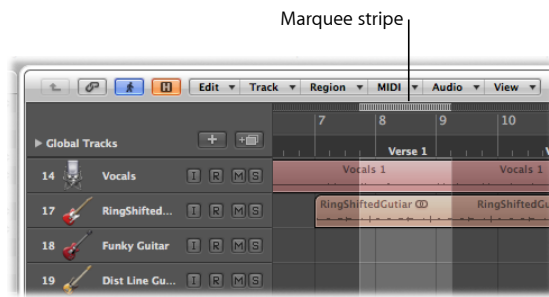 Marquee stripe
Edit Track Region MIDI Audio View
7 8 9 10
Global Tracks
Verse 1
14 Vocals I R M S
Vocals 1 Vocals 1
17 RingShifted... I R M S
RingShiftedGutiar RingShiftedGu
18 Funky Guitar I R M S
19 Dist Line Gu... I R M S